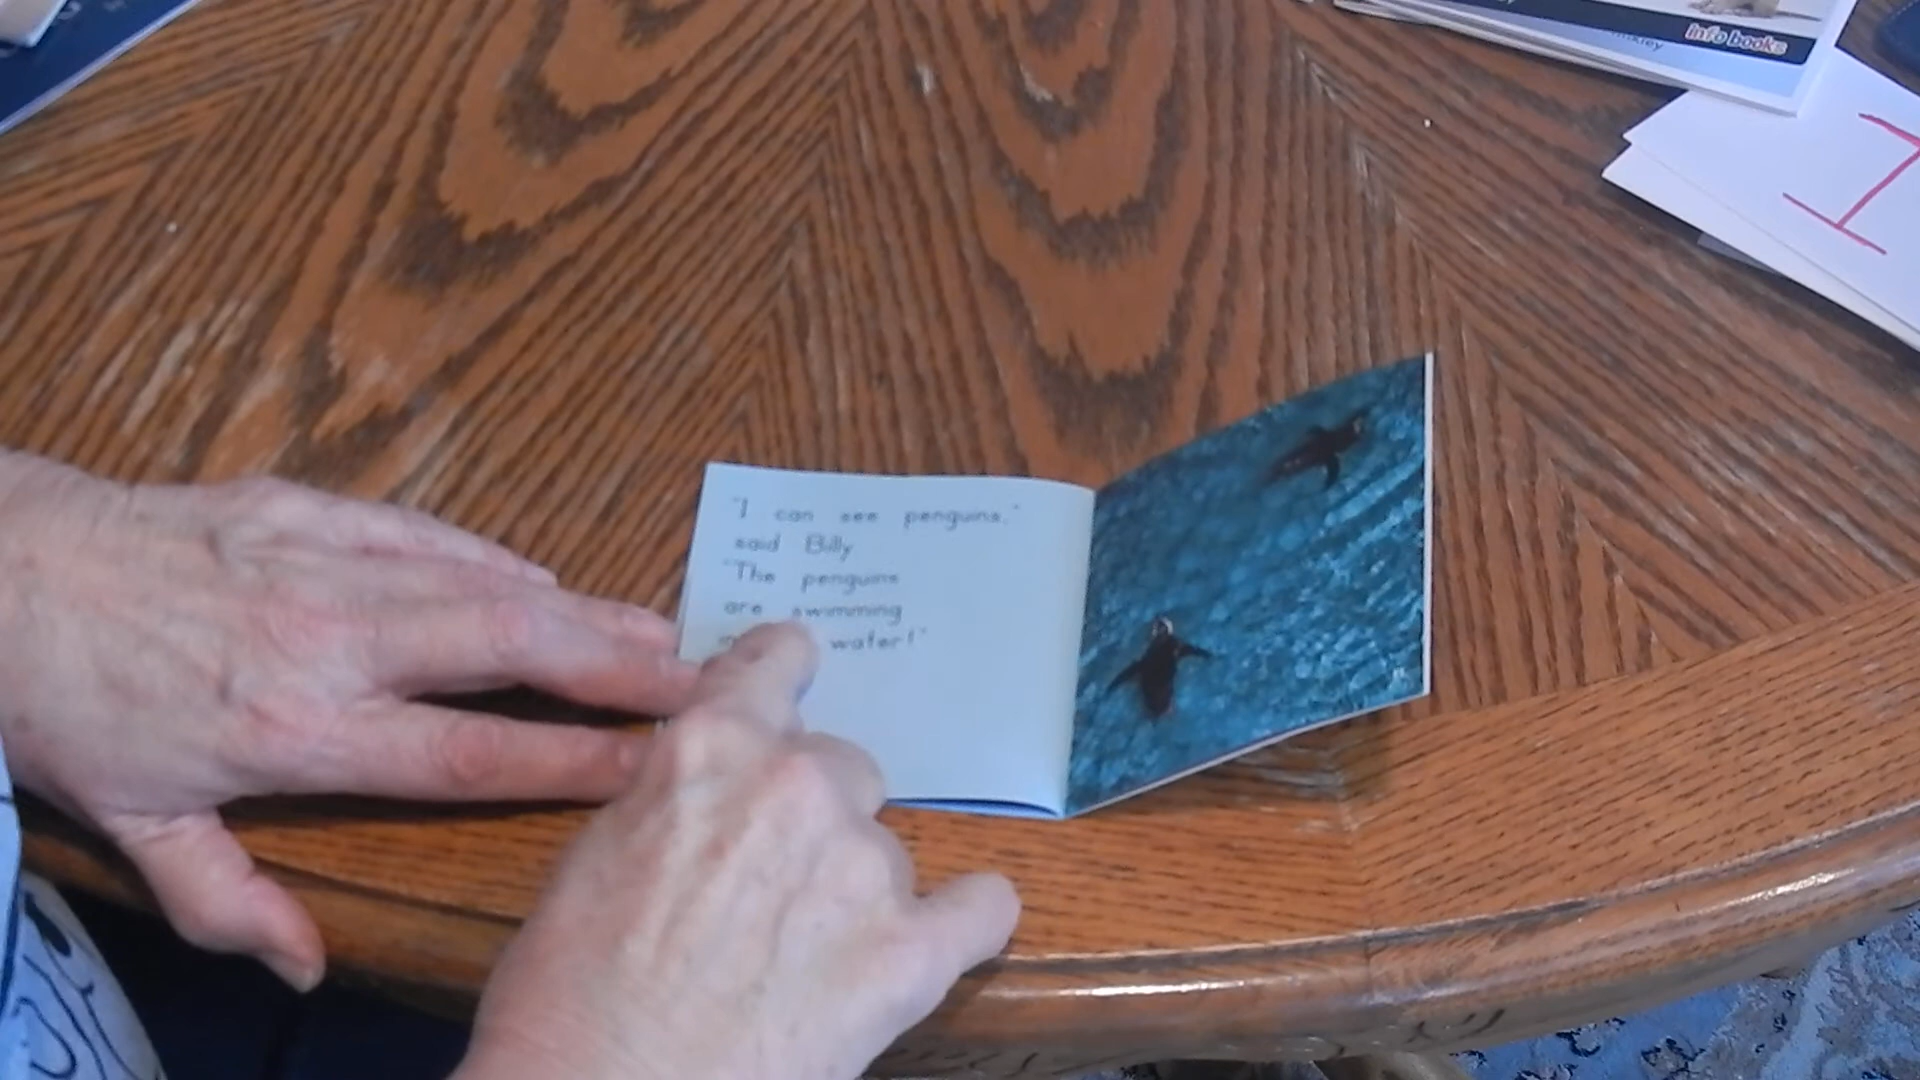 "I can see penguins."
said Billy
"The penguins
are swimming
water!"
info books
I